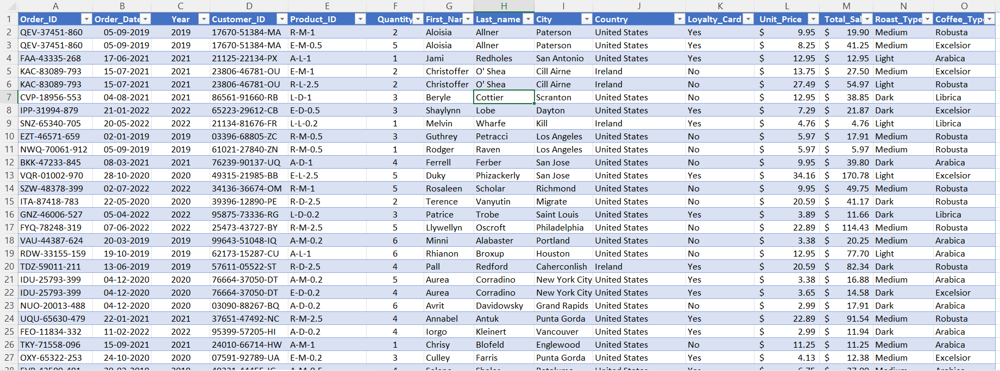 A B C D E F G H I J K L M N O
1 Order_ID Order_Date Year Customer_ID Product_ID Quantity First_Nar Last_name City Country Loyalty_Card Unit_Price Total_Sal Roast_Type Coffee_Typ
2 QEV-37451-860 05-09-2019 2019 17670-51384-MA R-M-1 2 Aloisia Allner Paterson United States Yes $ 9.95 $ 19.90 Medium Robusta
3 QEV-37451-860 05-09-2019 2019 17670-51384-MA E-M-0.5 5 Aloisia Allner Paterson United States Yes $ 8.25 $ 41.25 Medium Excelsior
4 FAA-43335-268 17-06-2021 2021 21125-22134-PX A-L-1 1 Jami Redholes San Antonio United States Yes $ 12.95 $ 12.95 Light Arabica
5 KAC-83089-793 15-07-2021 2021 23806-46781-OU E-M-1 2 Christoffer O' Shea Cill Airne Ireland No $ 13.75 $ 27.50 Medium Excelsior
6 KAC-83089-793 15-07-2021 2021 23806-46781-OU R-L-2.5 2 Christoffer O' Shea Cill Airne Ireland No $ 27.49 $ 54.97 Light Robusta
7 CVP-18956-553 04-08-2021 2021 86561-91660-RB L-D-1 3 Beryle Cottier Scranton United States No $ 12.95 $ 38.85 Dark Librica
8 IPP-31994-879 21-01-2022 2022 65223-29612-CB E-D-0.5 3 Shaylynn Lobe Dayton United States Yes $ 7.29 $ 21.87 Dark Excelsior
9 SNZ-65340-705 20-05-2022 2022 21134-81676-FR L-L-0.2 1 Melvin Wharfe Kill Ireland Yes $ 4.76 $ 4.76 Light Librica
10 EZT-46571-659 02-01-2019 2019 03396-68805-ZC R-M-0.5 3 Guthrey Petracci Los Angeles United States No $ 5.97 $ 17.91 Medium Robusta
11 NWQ-70061-912 05-09-2019 2019 61021-27840-ZN R-M-0.5 1 Rodger Raven Los Angeles United States No $ 5.97 $ 5.97 Medium Robusta
12 BKK-47233-845 08-03-2021 2021 76239-90137-UQ A-D-1 4 Ferrell Ferber San Jose United States No $ 9.95 $ 39.80 Dark Arabica
13 VQR-01002-970 28-10-2020 2020 49315-21985-BB E-L-2.5 5 Duky Phizackerly San Jose United States Yes $ 34.16 $ 170.78 Light Excelsior
14 SZW-48378-399 02-07-2022 2022 34136-36674-OM R-M-1 5 Rosaleen Scholar Richmond United States No $ 9.95 $ 49.75 Medium Robusta
15 ITA-87418-783 22-05-2020 2020 39396-12890-PE R-D-2.5 2 Terence Vanyutin Migrate United States No $ 20.59 $ 41.17 Dark Robusta
16 GNZ-46006-527 05-04-2022 2022 95875-73336-RG L-D-0.2 3 Patrice Trobe Saint Louis United States Yes $ 3.89 $ 11.66 Dark Librica
17 FYQ-78248-319 07-06-2022 2022 25473-43727-BY R-M-2.5 5 Llywellyn Oscroft Philadelphia United States No $ 22.89 $ 114.43 Medium Robusta
18 VAU-44387-624 20-03-2019 2019 99643-51048-IQ A-M-0.2 6 Minni Alabaster Portland United States No $ 3.38 $ 20.25 Medium Arabica
19 RDW-33155-159 19-10-2019 2019 62173-15287-CU A-L-1 6 Rhianon Broxup Houston United States No $ 12.95 $ 77.70 Light Arabica
20 TDZ-59011-211 13-06-2019 2019 57611-05522-ST R-D-2.5 4 Pall Redford Caherconlish Ireland Yes $ 20.59 $ 82.34 Dark Robusta
21 IDU-25793-399 04-12-2020 2020 76664-37050-DT A-M-0.2 5 Aurea Corradino New York City United States Yes $ 3.38 $ 16.88 Medium Arabica
22 IDU-25793-399 04-12-2020 2020 76664-37050-DT E-D-0.2 4 Aurea Corradino New York City United States Yes $ 3.65 $ 14.58 Dark Excelsior
23 NUO-20013-488 04-12-2020 2020 03090-88267-BQ A-D-0.2 6 Avrit Davidowsky Grand Rapids United States No $ 2.99 $ 17.91 Dark Arabica
24 UQU-65630-479 22-01-2021 2021 37651-47492-NC R-M-2.5 4 Annabel Antuk Punta Gorda United States Yes $ 22.89 $ 91.54 Medium Robusta
25 FEO-11834-332 11-02-2022 2022 95399-57205-HI A-D-0.2 4 Iorgo Kleinert Vancouver United States Yes $ 2.99 $ 11.94 Dark Arabica
26 TKY-71558-096 15-09-2021 2021 24010-66714-HW A-M-1 1 Chrisy Blofeld Englewood United States No $ 11.25 $ 11.25 Medium Arabica
27 OXY-65322-253 24-10-2020 2020 07591-92789-UA E-M-0.2 3 Culley Farris Punta Gorda United States Yes $ 4.13 $ 12.38 Medium Excelsior